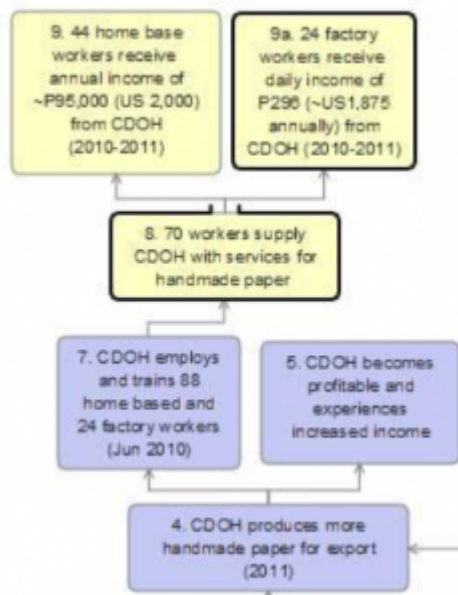 9. 44 home base
workers receive
annual income of
~P95,000 (US 2,000)
from CDOH
(2010-2011)
9a. 24 factory
workers receive
daily income of
P296 (~US1,875
annually) from
CDOH (2010-2011)
8. 70 workers supply
CDOH with services for
handmade paper
7. CDOH employs
and trains 88
home based and
24 factory workers
(Jun 2010)
5. CDOH becomes
profitable and
experiences
increased income
4. CDOH produces more
handmade paper for export
(2011)